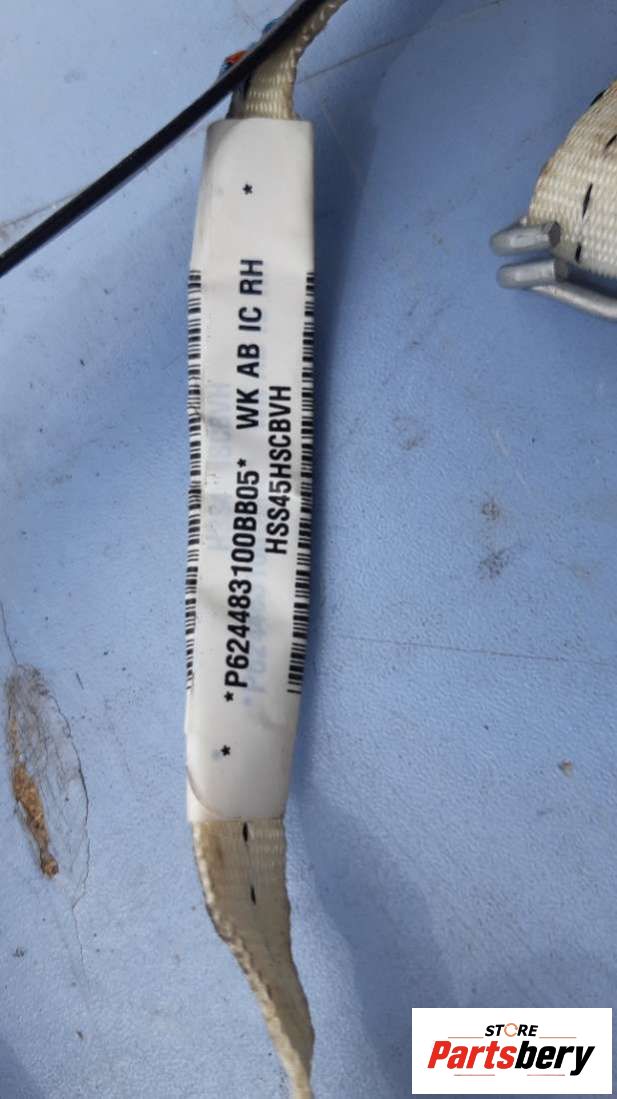 * *P624483100BB05* WK AB IC RH *
HSS45HSCBVH
STORE
Partsbery